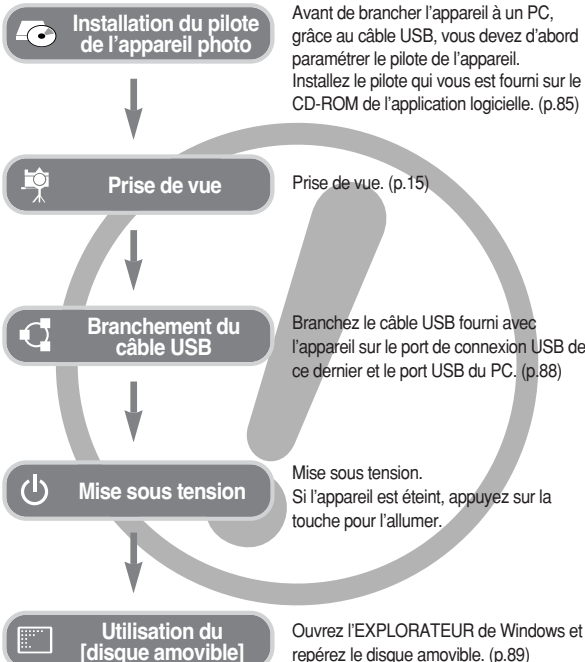 Installation du pilote
de l'appareil photo
Avant de brancher l'appareil à un PC,
grâce au câble USB, vous devez d'abord
paramétrer le pilote de l'appareil.
Installez le pilote qui vous est fourni sur le
CD-ROM de l'application logicielle. (p.85)
Prise de vue
Prise de vue. (p.15)
Branchement du
câble USB
Branchez le câble USB fourni avec
l'appareil sur le port de connexion USB de
ce dernier et le port USB du PC. (p.88)
Mise sous tension
Mise sous tension.
Si l'appareil est éteint, appuyez sur la
touche pour l'allumer.
Utilisation du
[disque amovible]
Ouvrez l'EXPLORATEUR de Windows et
repérez le disque amovible. (p.89)